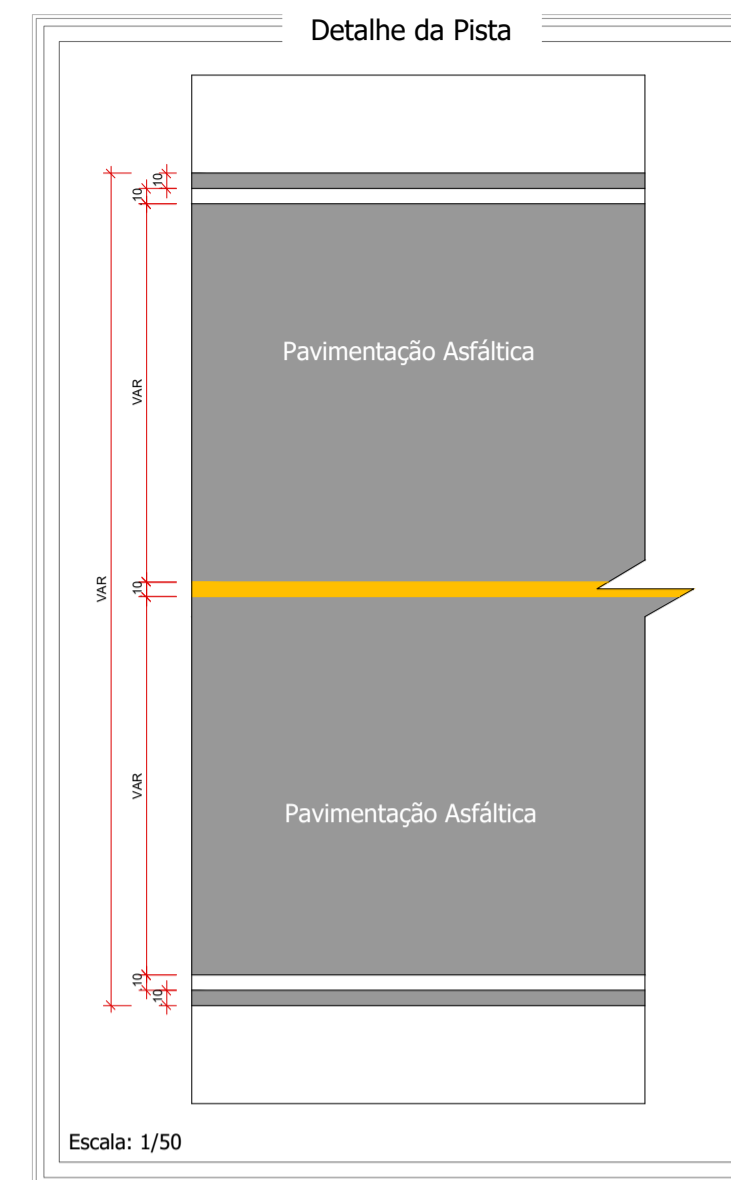 Detalhe da Pista
10
10
Pavimentação Asfáltica
VAR
VAR
10
VAR
Pavimentação Asfáltica
10
10
Escala: 1/50